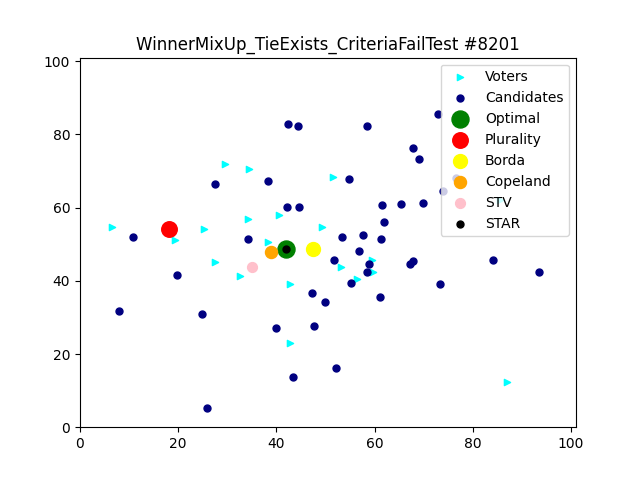 WinnerMixUp_TieExists_CriteriaFailTest #8201
100
80
60
40
20
0
0 20 40 60 80 100
Voters
Candidates
Optimal
Plurality
Borda
Copeland
STV
STAR